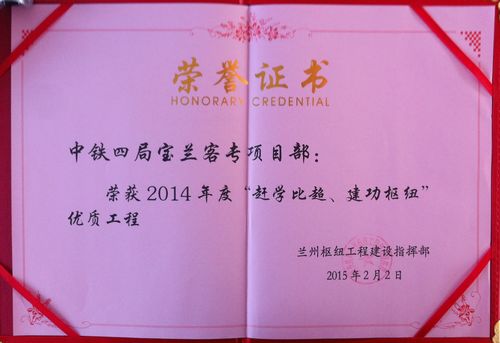 荣誉证书
HONORARY CREDENTIAL
中铁四局宝兰客专项目部：
荣获2014年度“赶学比超、建功枢纽”
优质工程
兰州枢纽工程建设指挥部
2015年2月2日